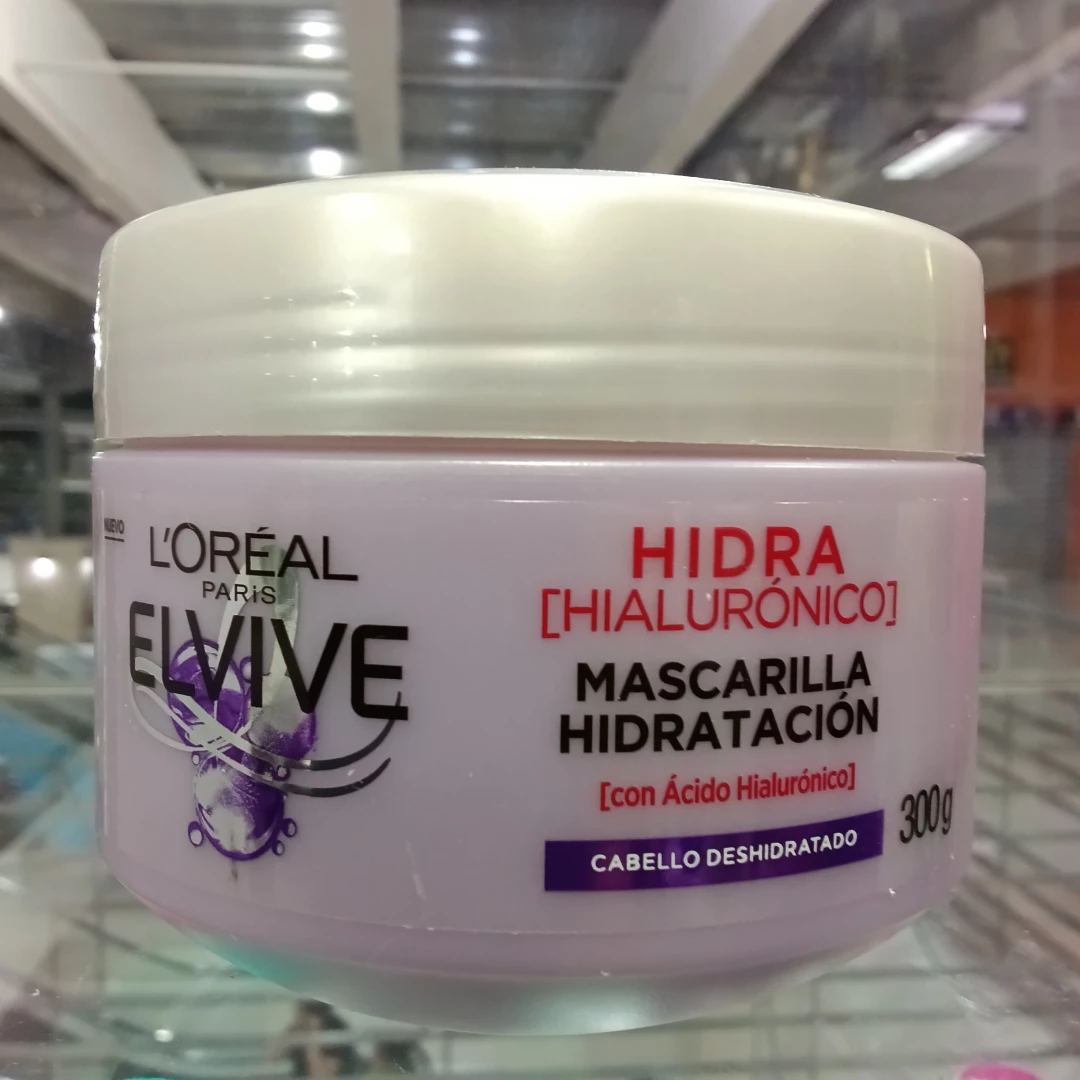 NUEVO
L'ORÉAL
PARIS
ELVIVE
HIDRA
[HIALURÓNICO]
MASCARILLA
HIDRATACIÓN
[con Ácido Hialurónico]
CABELLO DESHIDRATADO
300g